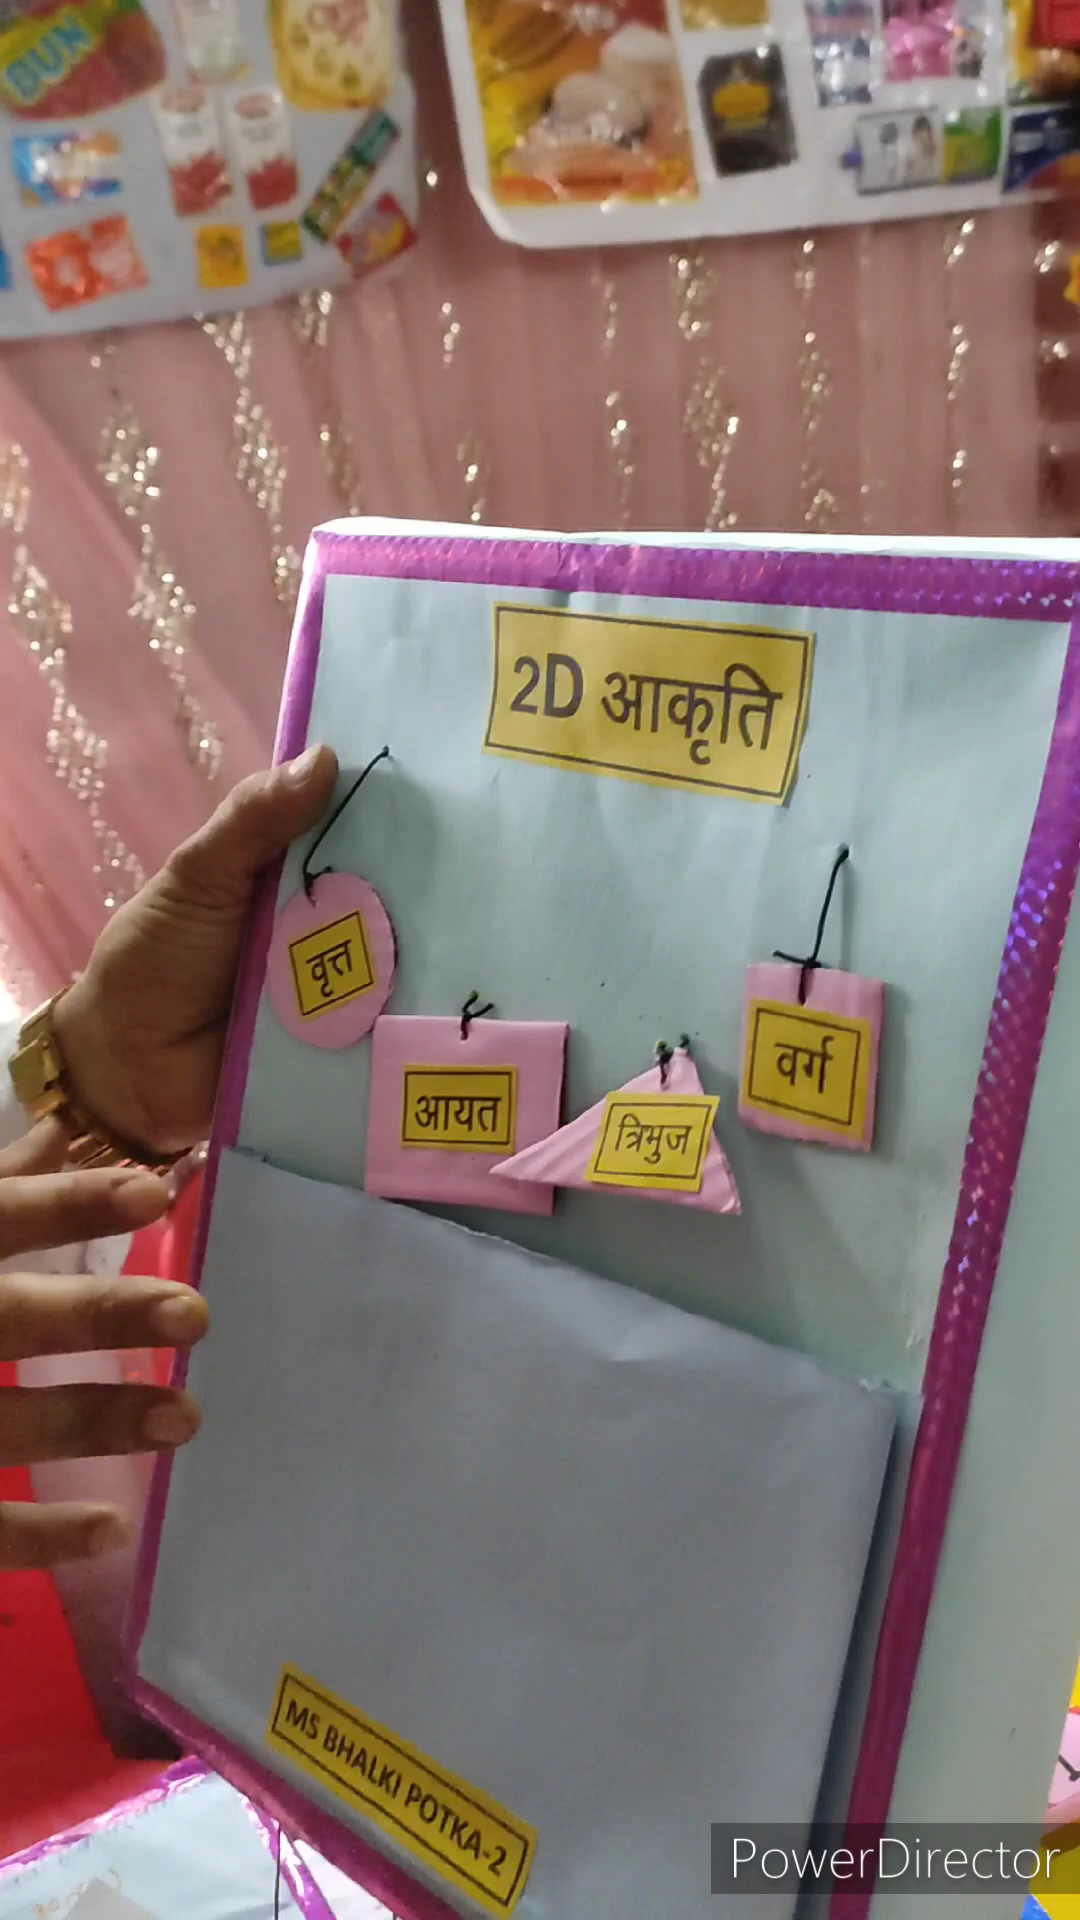 2D आकृति
वृत्त
आयत
त्रिभुज
वर्ग
MS BHALKI POTKA-2
PowerDirector